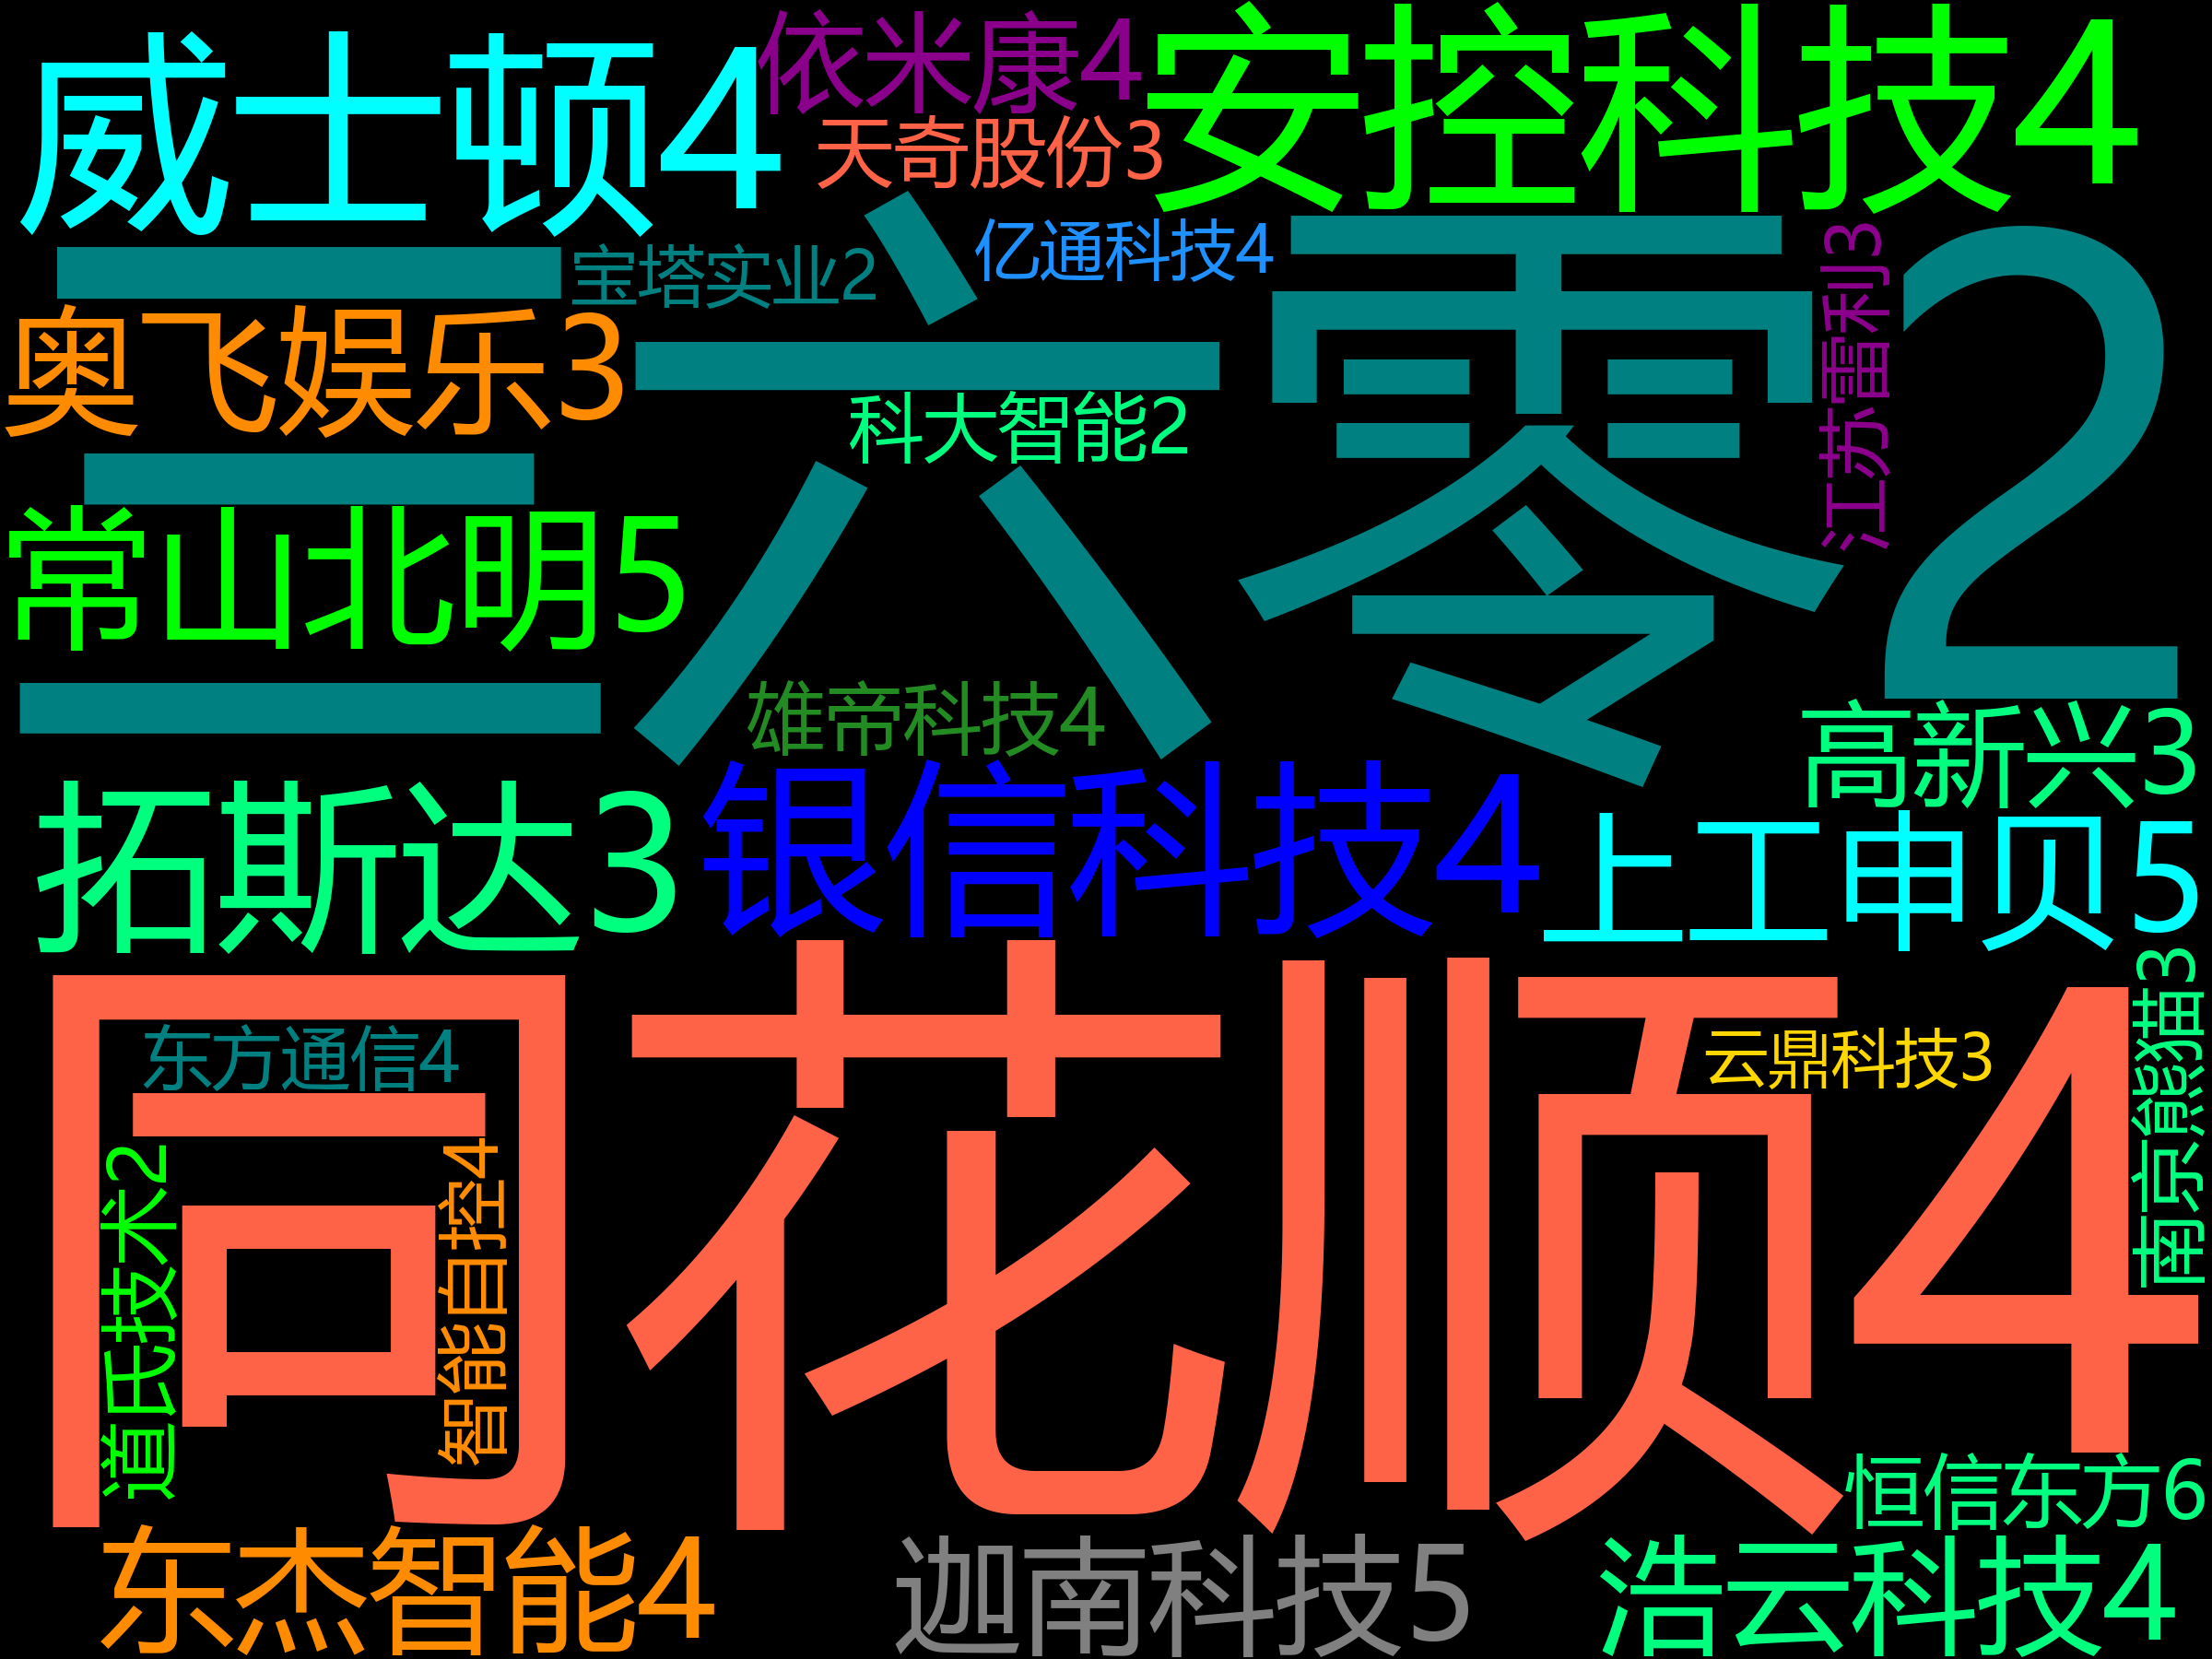 威士顿4
依米康4
安控科技4
天奇股份3
亿通科技4
宝塔实业2
三六零2
江苏雷利3
奥飞娱乐3
科大智能2
常山北明5
雄帝科技4
高新兴3
拓斯达3
银信科技4
上工申贝5
同花顺4
东方通信4
云鼎科技3
南京熊猫3
道氏技术2
智能自控4
恒信东方6
东杰智能4
迦南科技5
浩云科技4